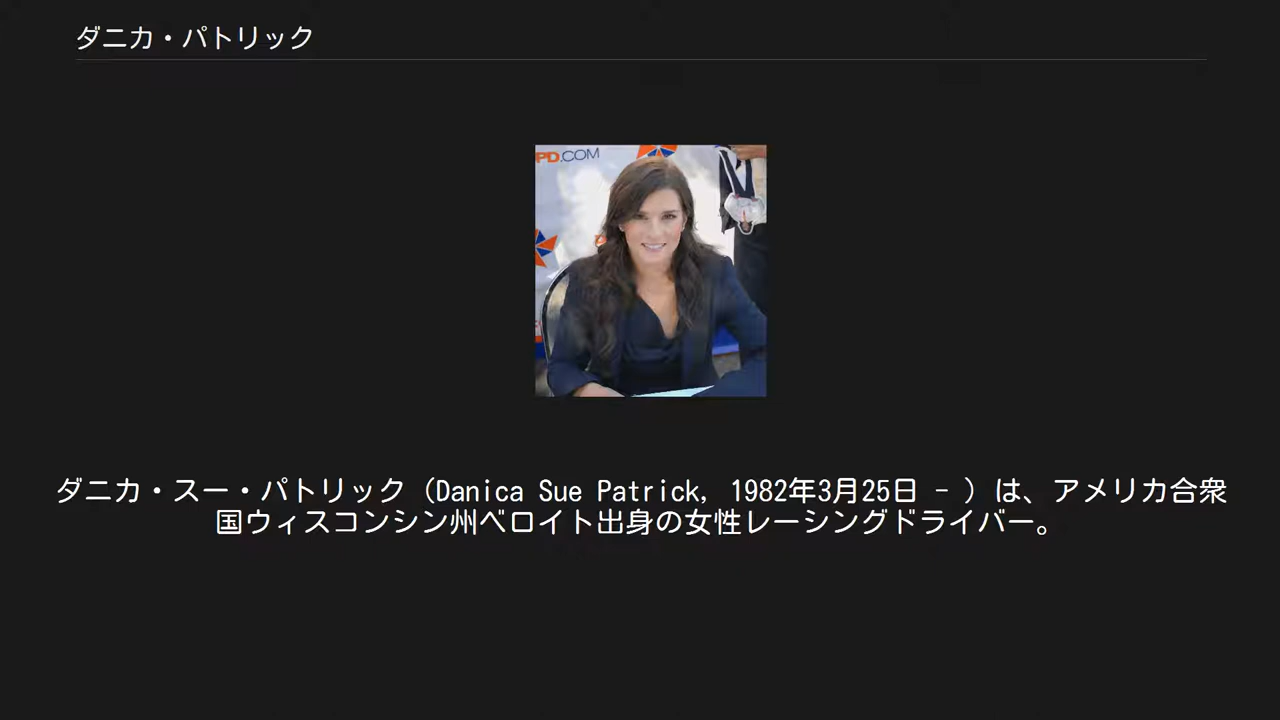 ダニカ・パトリック
PD.COM
ダニカ・スー・パトリック（Danica Sue Patrick, 1982年3月25日 - ）は、アメリカ合衆
国ウィスコンシン州ベロイト出身の女性レーシングドライバー。